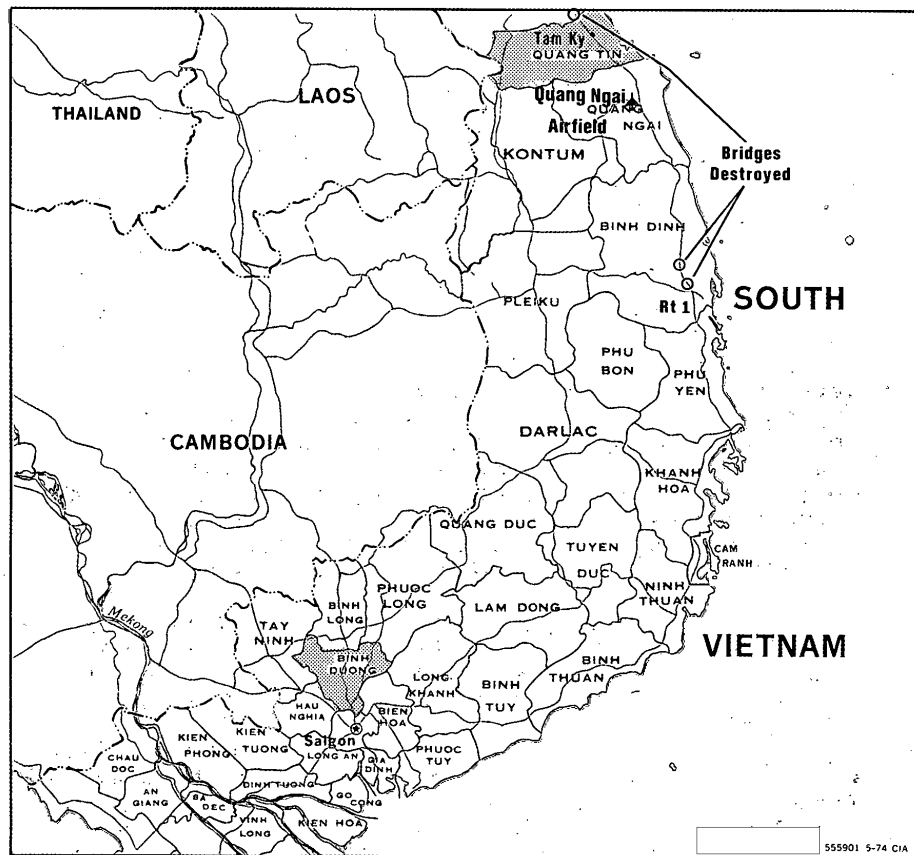 Tam Ky
QUANG TIN
THAILAND
LAOS
Quang Ngai
QUANG
NGAI
Airfield
KONTUM
Bridges
Destroyed
BINH DINH
SOUTH
PLEIKU
Rt 1
PHU
BON
PHU
YEN
CAMBODIA
DARLAC
KHANH
HOA
QUANG DUC
TUYEN
DUC
CAM
RANH
PHUOC
LONG
BINH
LONG
LAM DONG
NINH
THUAN
Mekong
TAY
NINH
VIETNAM
BINH
DUONG
LONG
KHANH
BINH
TUY
BINH
THUAN
HAU
NGHIA
BIEN
HOA
KIEN
PHONG
KIEN
TUONG
Saigon
LONG AN
GIA
DINH
PHUOC
TUY
CHAU
DOC
AN
GIANG
BA
DEC
DINH TUONG
GO
CONG
VINH
LONG
KIEN HOA
555901 5-74 CIA